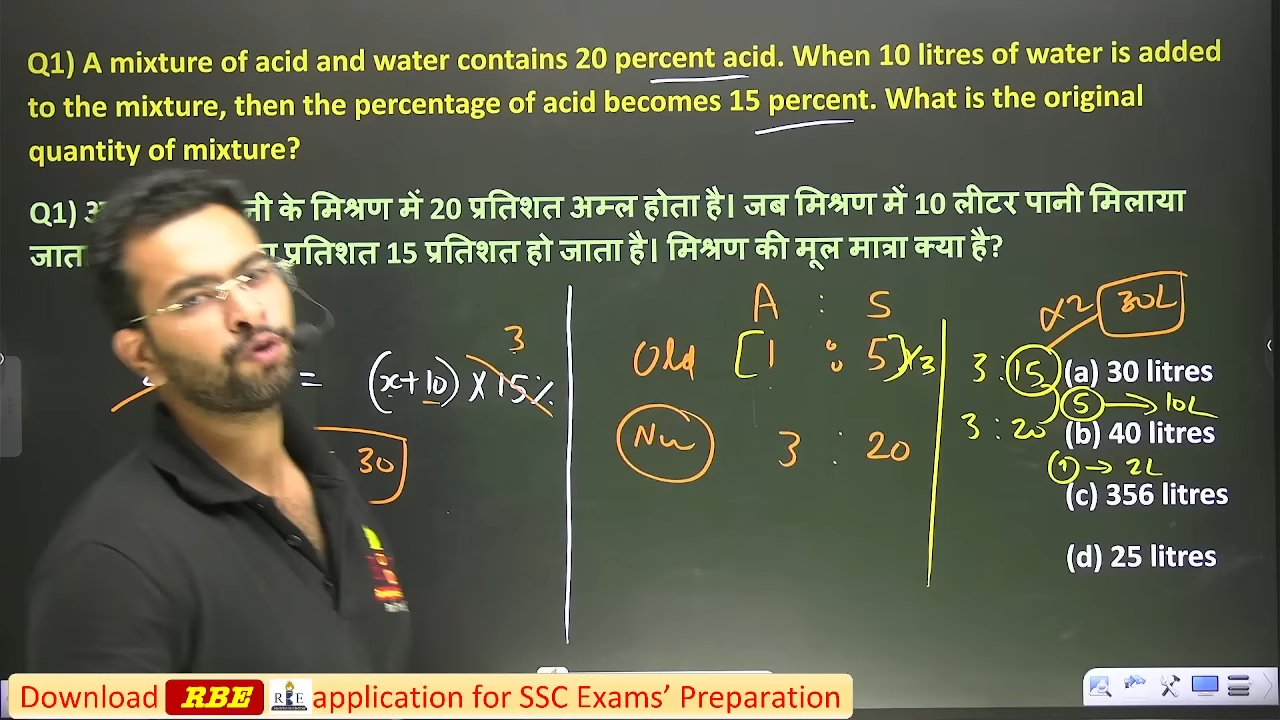 Q1) A mixture of acid and water contains 20 percent acid. When 10 litres of water is added
to the mixture, then the percentage of acid becomes 15 percent. What is the original
quantity of mixture?
Q1) के मिश्रण में 20 प्रतिशत अम्ल होता है। जब मिश्रण में 10 लीटर पानी मिलाया
जाता प्रतिशत 15 प्रतिशत हो जाता है। मिश्रण की मूल मात्रा क्या है?
3
= (x+10) × 15%
30
A : S
Old [1 : 5]×3
New 3 : 20
×2 30L
3 : 15
5 → 10L
3 : 20
1 → 2L
(a) 30 litres
(b) 40 litres
(c) 356 litres
(d) 25 litres
Download RBE RBE application for SSC Exams' Preparation